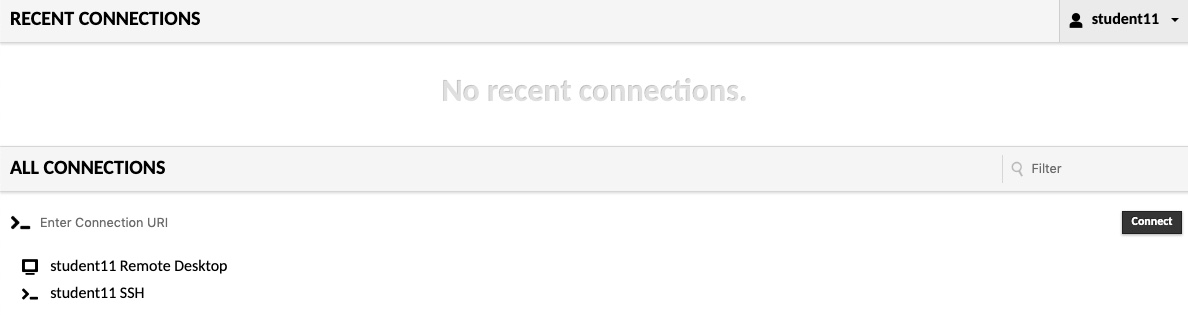 RECENT CONNECTIONS
student11
No recent connections.
ALL CONNECTIONS
Filter
Enter Connection URI
Connect
student11 Remote Desktop
student11 SSH